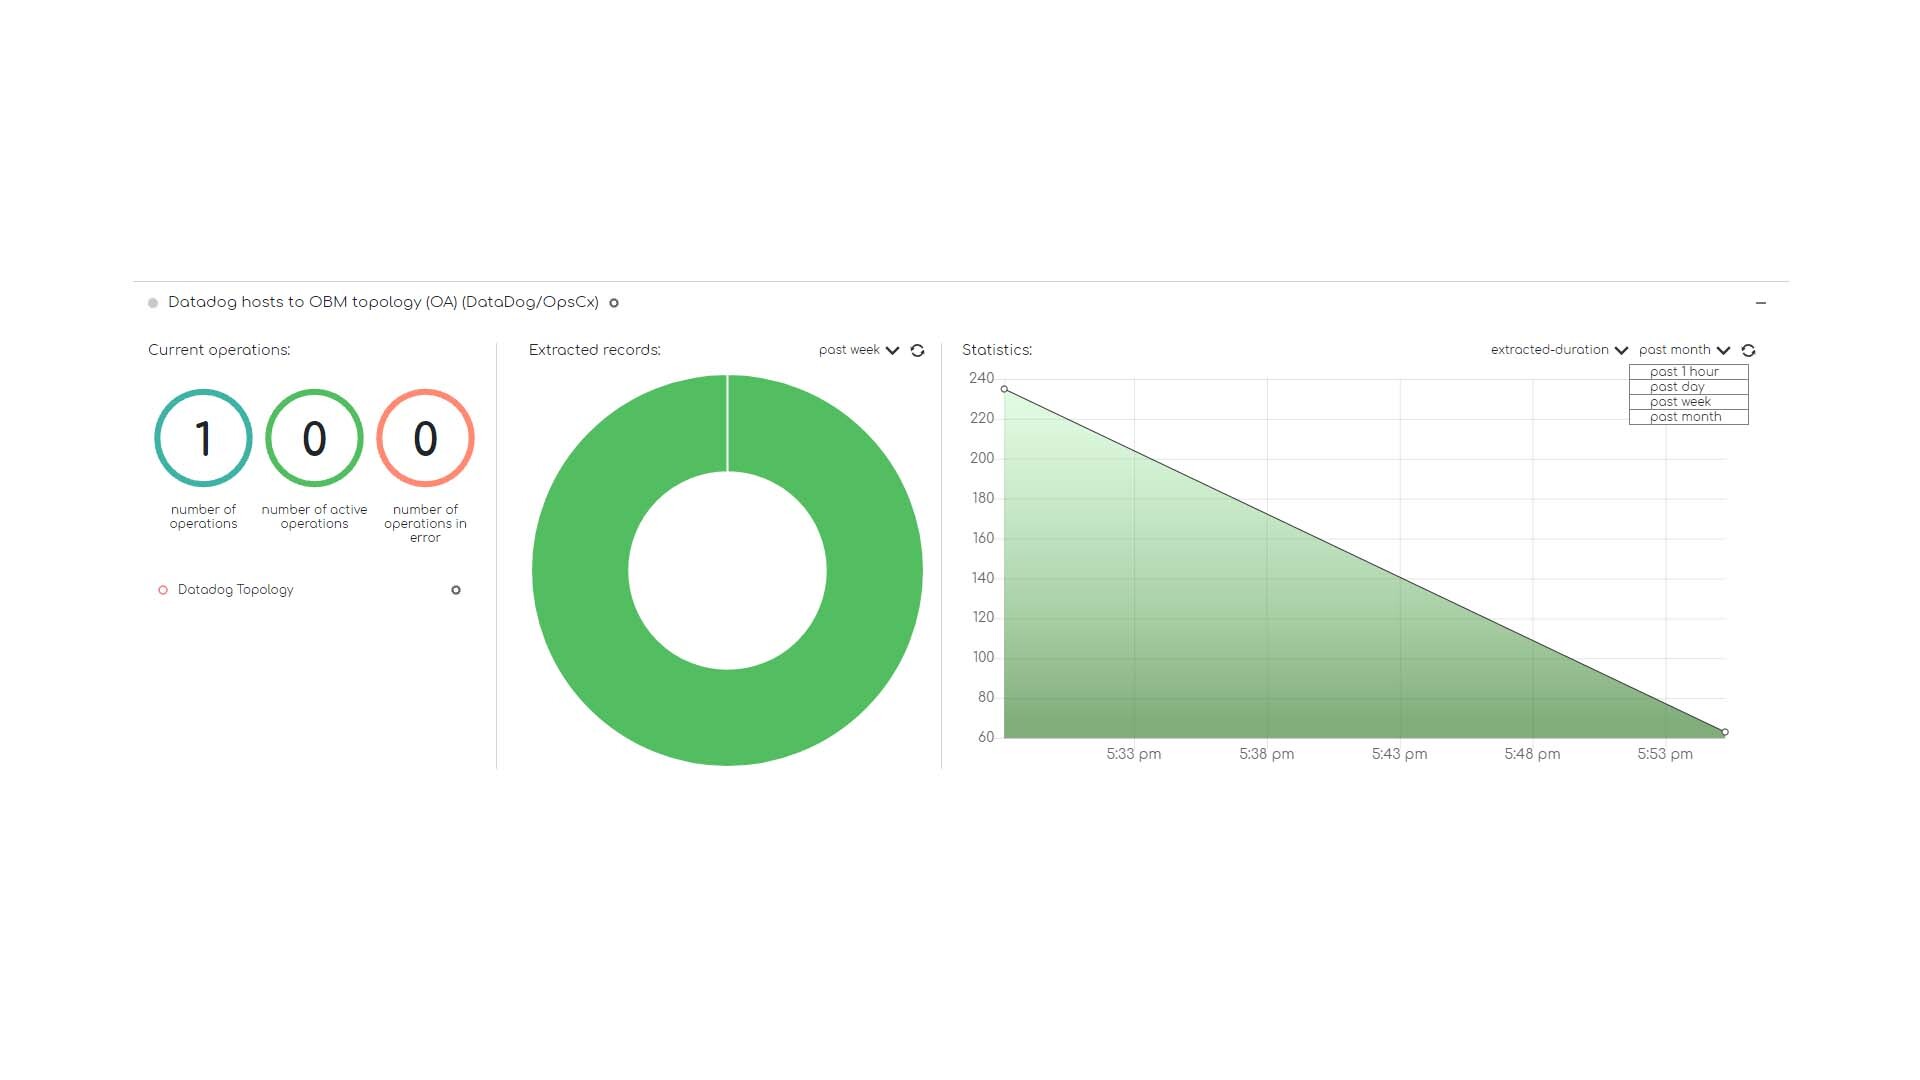 Datadog hosts to OBM topology (OA) (DataDog/OpsCx)
Current operations:
1 0 0
number of operations
number of active operations
number of operations in error
Datadog Topology
Extracted records:
past week
Statistics:
extracted-duration
past month
past 1 hour
past day
past week
past month
240
220
200
180
160
140
120
100
80
60
5:33 pm 5:38 pm 5:43 pm 5:48 pm 5:53 pm